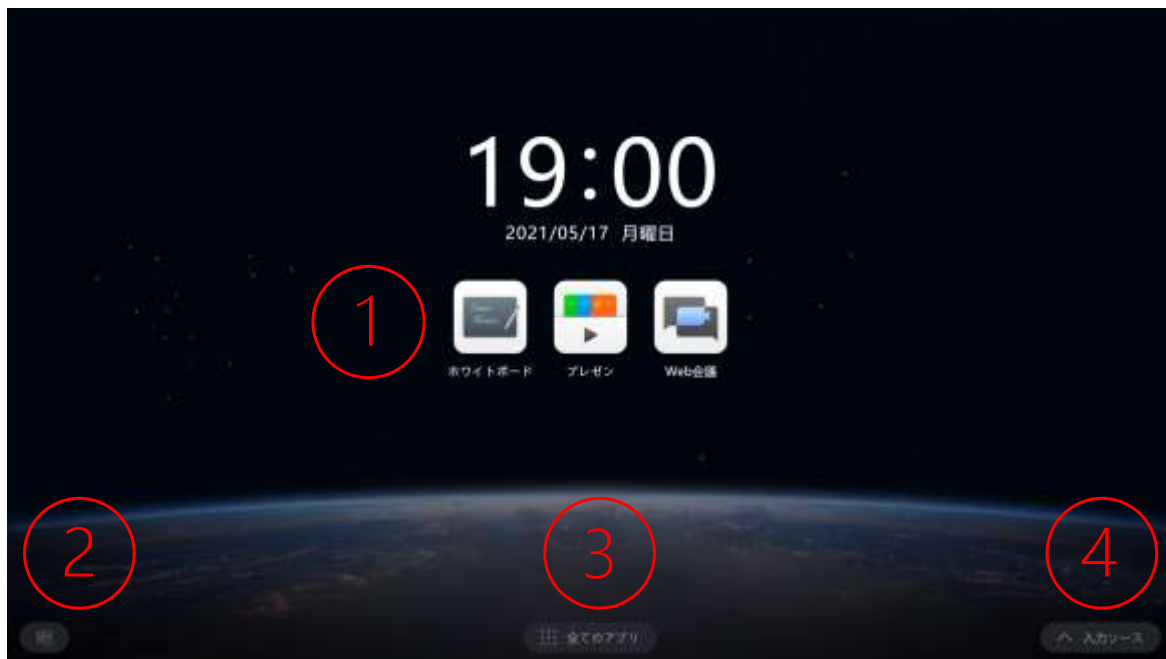 19:00
2021/05/17 月曜日
①
ホワイトボード
プレゼン
Web会議
②
③
④
全てのアプリ
入力ソース